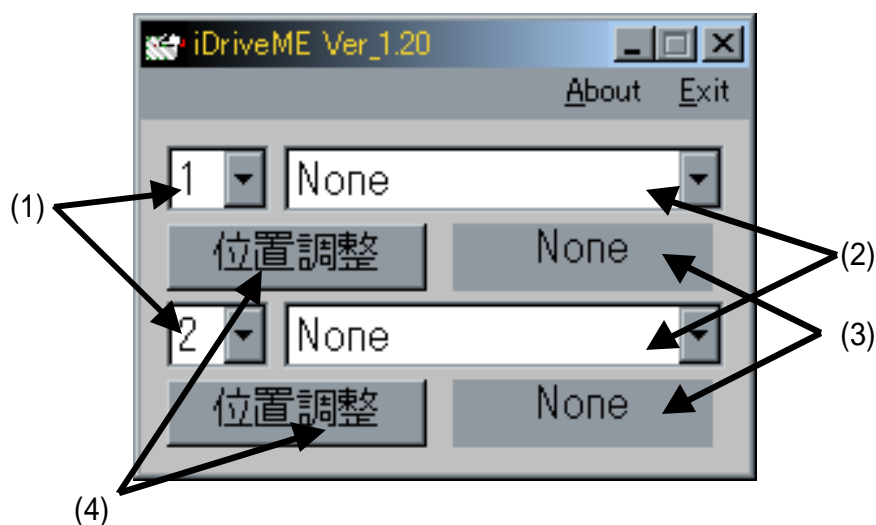 iDriveME Ver_1.20
About Exit
1 None
(1)
位置調整 None
(2)
2 None
(3)
位置調整 None
(4)